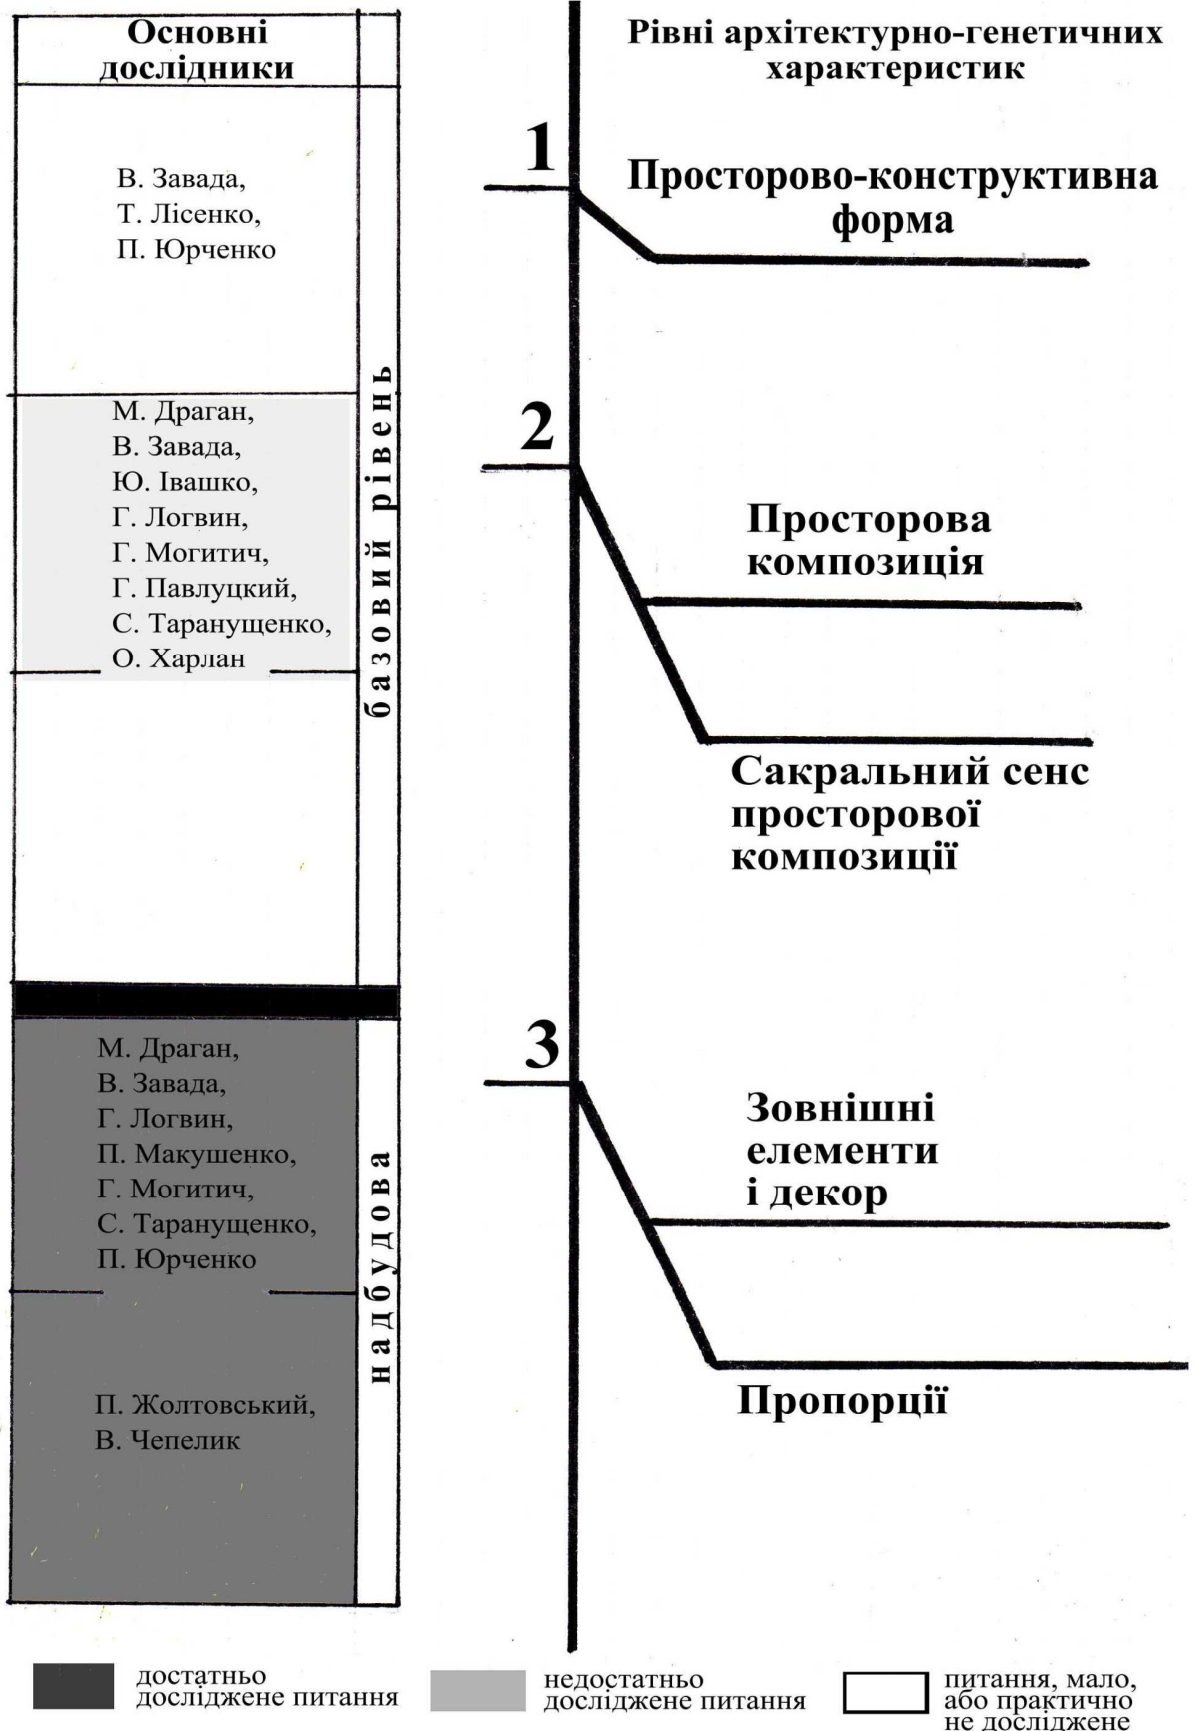 Основні
дослідники
В. Завада,
Т. Лісенко,
П. Юрченко
М. Драган,
В. Завада,
Ю. Івашко,
Г. Логвин,
Г. Могитич,
Г. Павлуцкий,
С. Таранущенко,
О. Харлан
базовий рівень
М. Драган,
В. Завада,
Г. Логвин,
П. Макушенко,
Г. Могитич,
С. Таранущенко,
П. Юрченко
П. Жолтовський,
В. Чепелик
надбудова
Рівні архітектурно-генетичних
характеристик
1
Просторово-конструктивна
форма
2
Просторова
композиція
Сакральний сенс
просторової
композиції
3
Зовнішні
елементи
і декор
Пропорції
достатньо
досліджене питання
недостатньо
досліджене питання
питання, мало,
або практично
не досліджене